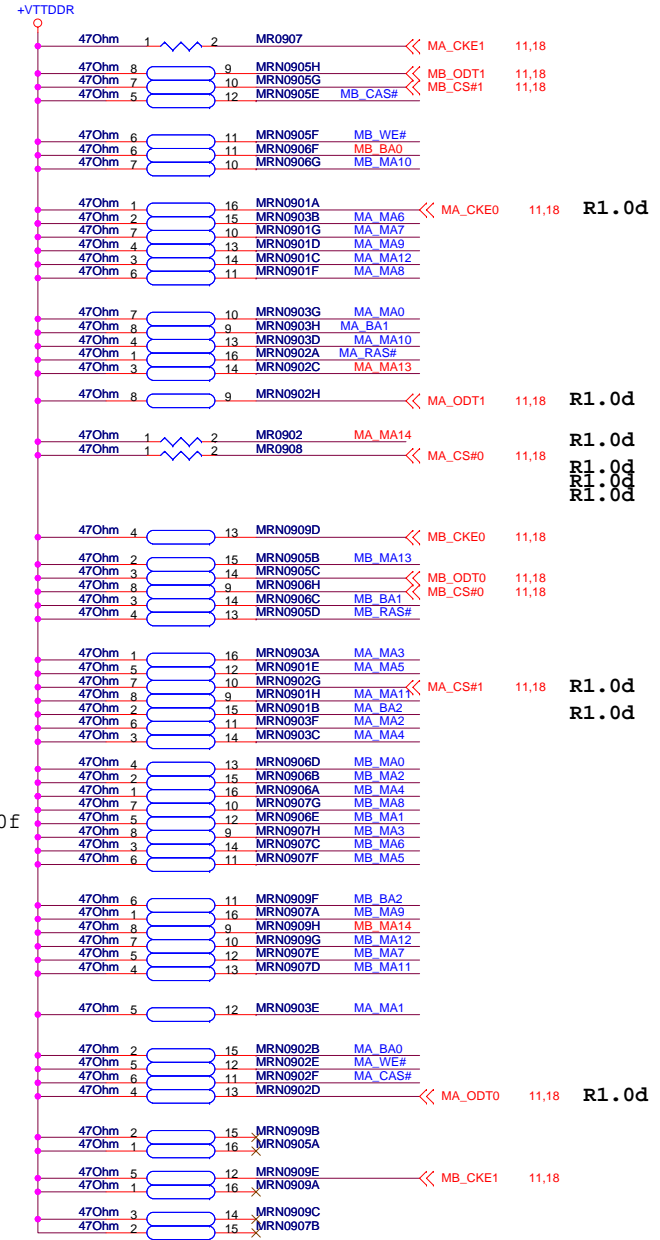 +VTTDDR
47Ohm 1 2 MR0907 MA_CKE1 11,18
47Ohm 8 9 MRN0905H MB_ODT1 11,18
47Ohm 7 10 MRN0905G MB_CS#1 11,18
47Ohm 5 12 MRN0905E MB_CAS#
47Ohm 6 11 MRN0905F MB_WE#
47Ohm 6 11 MRN0906F MB_BA0
47Ohm 7 10 MRN0906G MB_MA10
47Ohm 1 16 MRN0901A MA_CKE0 11,18 R1.0d
47Ohm 2 15 MRN0903B MA_MA6
47Ohm 7 10 MRN0901G MA_MA7
47Ohm 4 13 MRN0901D MA_MA9
47Ohm 3 14 MRN0901C MA_MA12
47Ohm 6 11 MRN0901F MA_MA8
47Ohm 7 10 MRN0903G MA_MA0
47Ohm 8 9 MRN0903H MA_BA1
47Ohm 4 13 MRN0903D MA_MA10
47Ohm 1 16 MRN0902A MA_RAS#
47Ohm 3 14 MRN0902C MA_MA13
47Ohm 8 9 MRN0902H MA_ODT1 11,18 R1.0d
47Ohm 1 2 MR0902 MA_MA14 R1.0d
47Ohm 1 2 MR0908 MA_CS#0 11,18
R1.0d
R1.0d
R1.0d
47Ohm 4 13 MRN0909D MB_CKE0 11,18
47Ohm 2 15 MRN0905B MB_MA13
47Ohm 3 14 MRN0905C MB_ODT0 11,18
47Ohm 8 9 MRN0906H MB_CS#0 11,18
47Ohm 3 14 MRN0906C MB_BA1
47Ohm 4 13 MRN0905D MB_RAS#
47Ohm 1 16 MRN0903A MA_MA3
47Ohm 5 12 MRN0901E MA_MA5
47Ohm 7 10 MRN0902G MA_CS#1 11,18 R1.0d
47Ohm 8 9 MRN0901H MA_MA11
47Ohm 2 15 MRN0901B MA_BA2 R1.0d
47Ohm 6 11 MRN0903F MA_MA2
47Ohm 3 14 MRN0903C MA_MA4
47Ohm 4 13 MRN0906D MB_MA0
47Ohm 2 15 MRN0906B MB_MA2
47Ohm 1 16 MRN0906A MB_MA4
47Ohm 7 10 MRN0907G MB_MA8
0f 47Ohm 5 12 MRN0906E MB_MA1
47Ohm 8 9 MRN0907H MB_MA3
47Ohm 3 14 MRN0907C MB_MA6
47Ohm 6 11 MRN0907F MB_MA5
47Ohm 6 11 MRN0909F MB_BA2
47Ohm 1 16 MRN0907A MB_MA9
47Ohm 8 9 MRN0909H MB_MA14
47Ohm 7 10 MRN0909G MB_MA12
47Ohm 5 12 MRN0907E MB_MA7
47Ohm 4 13 MRN0907D MB_MA11
47Ohm 5 12 MRN0903E MA_MA1
47Ohm 2 15 MRN0902B MA_BA0
47Ohm 5 12 MRN0902E MA_WE#
47Ohm 6 11 MRN0902F MA_CAS#
47Ohm 4 13 MRN0902D MA_ODT0 11,18 R1.0d
47Ohm 2 15 MRN0909B
47Ohm 1 16 MRN0905A
47Ohm 5 12 MRN0909E MB_CKE1 11,18
47Ohm 1 16 MRN0909A
47Ohm 3 14 MRN0909C
47Ohm 2 15 MRN0907B